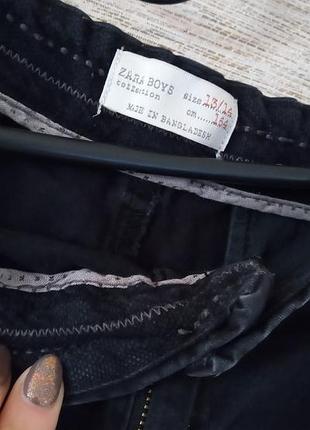 ZARA BOYS
collection
size 13/14
cm.....164
MADE IN BANGLADESH